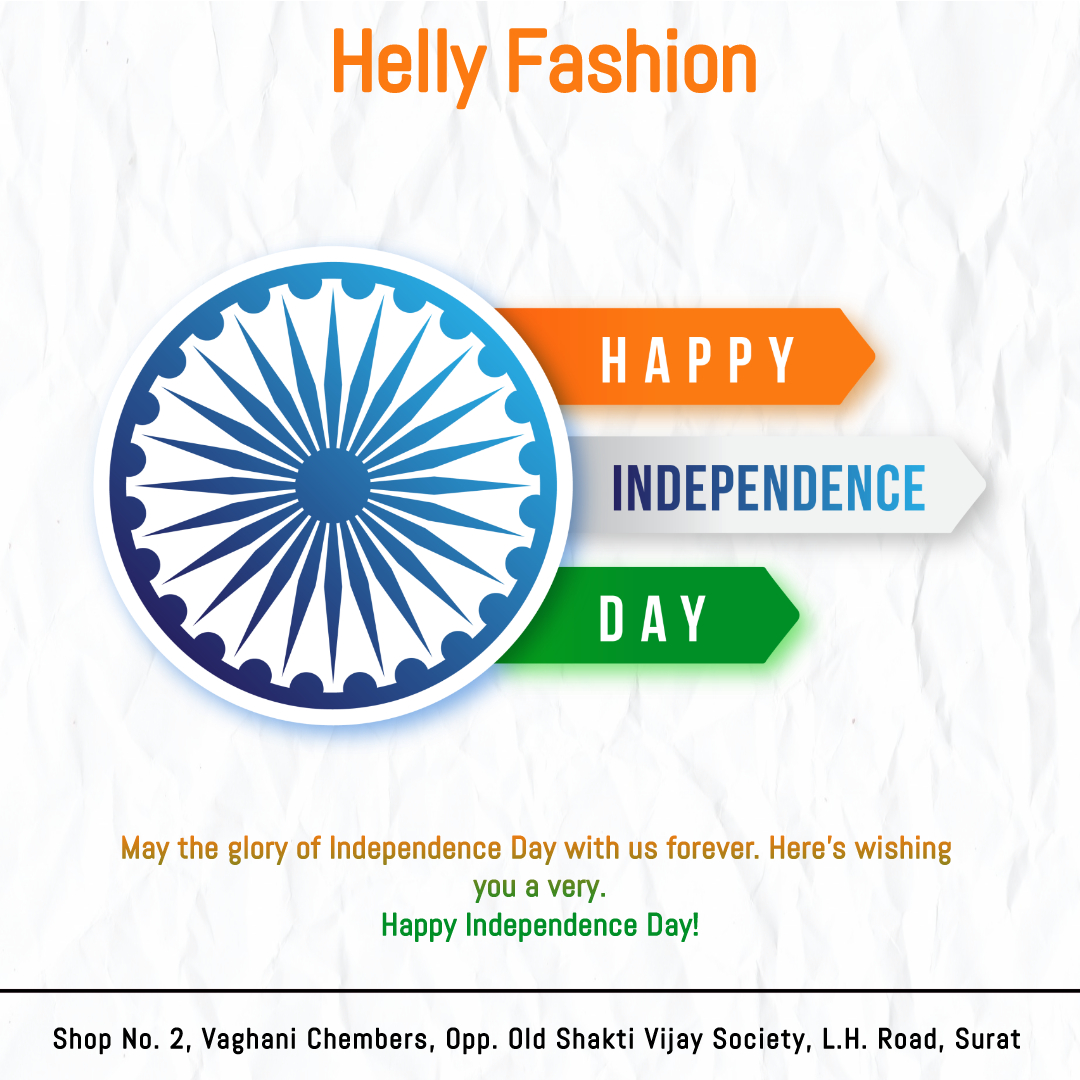 Helly Fashion
HAPPY
INDEPENDENCE
DAY
May the glory of Independence Day with us forever. Here's wishing
you a very.
Happy Independence Day!
Shop No. 2, Vaghani Chembers, Opp. Old Shakti Vijay Society, L.H. Road, Surat